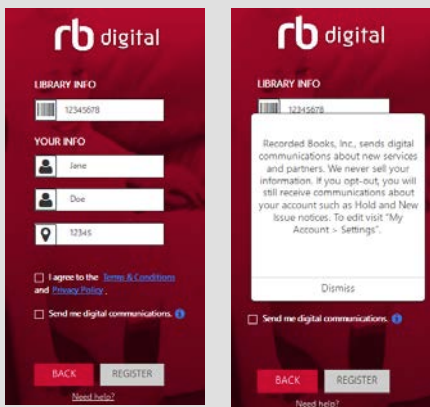 rb digital
LIBRARY INFO
12345678
YOUR INFO
Jane
Doe
12345
I agree to the Terms & Conditions
and Privacy Policy.
Send me digital communications.
BACK
REGISTER
Need help?
rb digital
LIBRARY INFO
12345678
Recorded Books, Inc., sends digital
communications about new services
and partners. We never sell your
information. If you opt-out, you will
still receive communications about
your account such as Hold and New
Issue notices. To edit visit "My
Account > Settings".
Dismiss
Send me digital communications.
BACK
REGISTER
Need help?